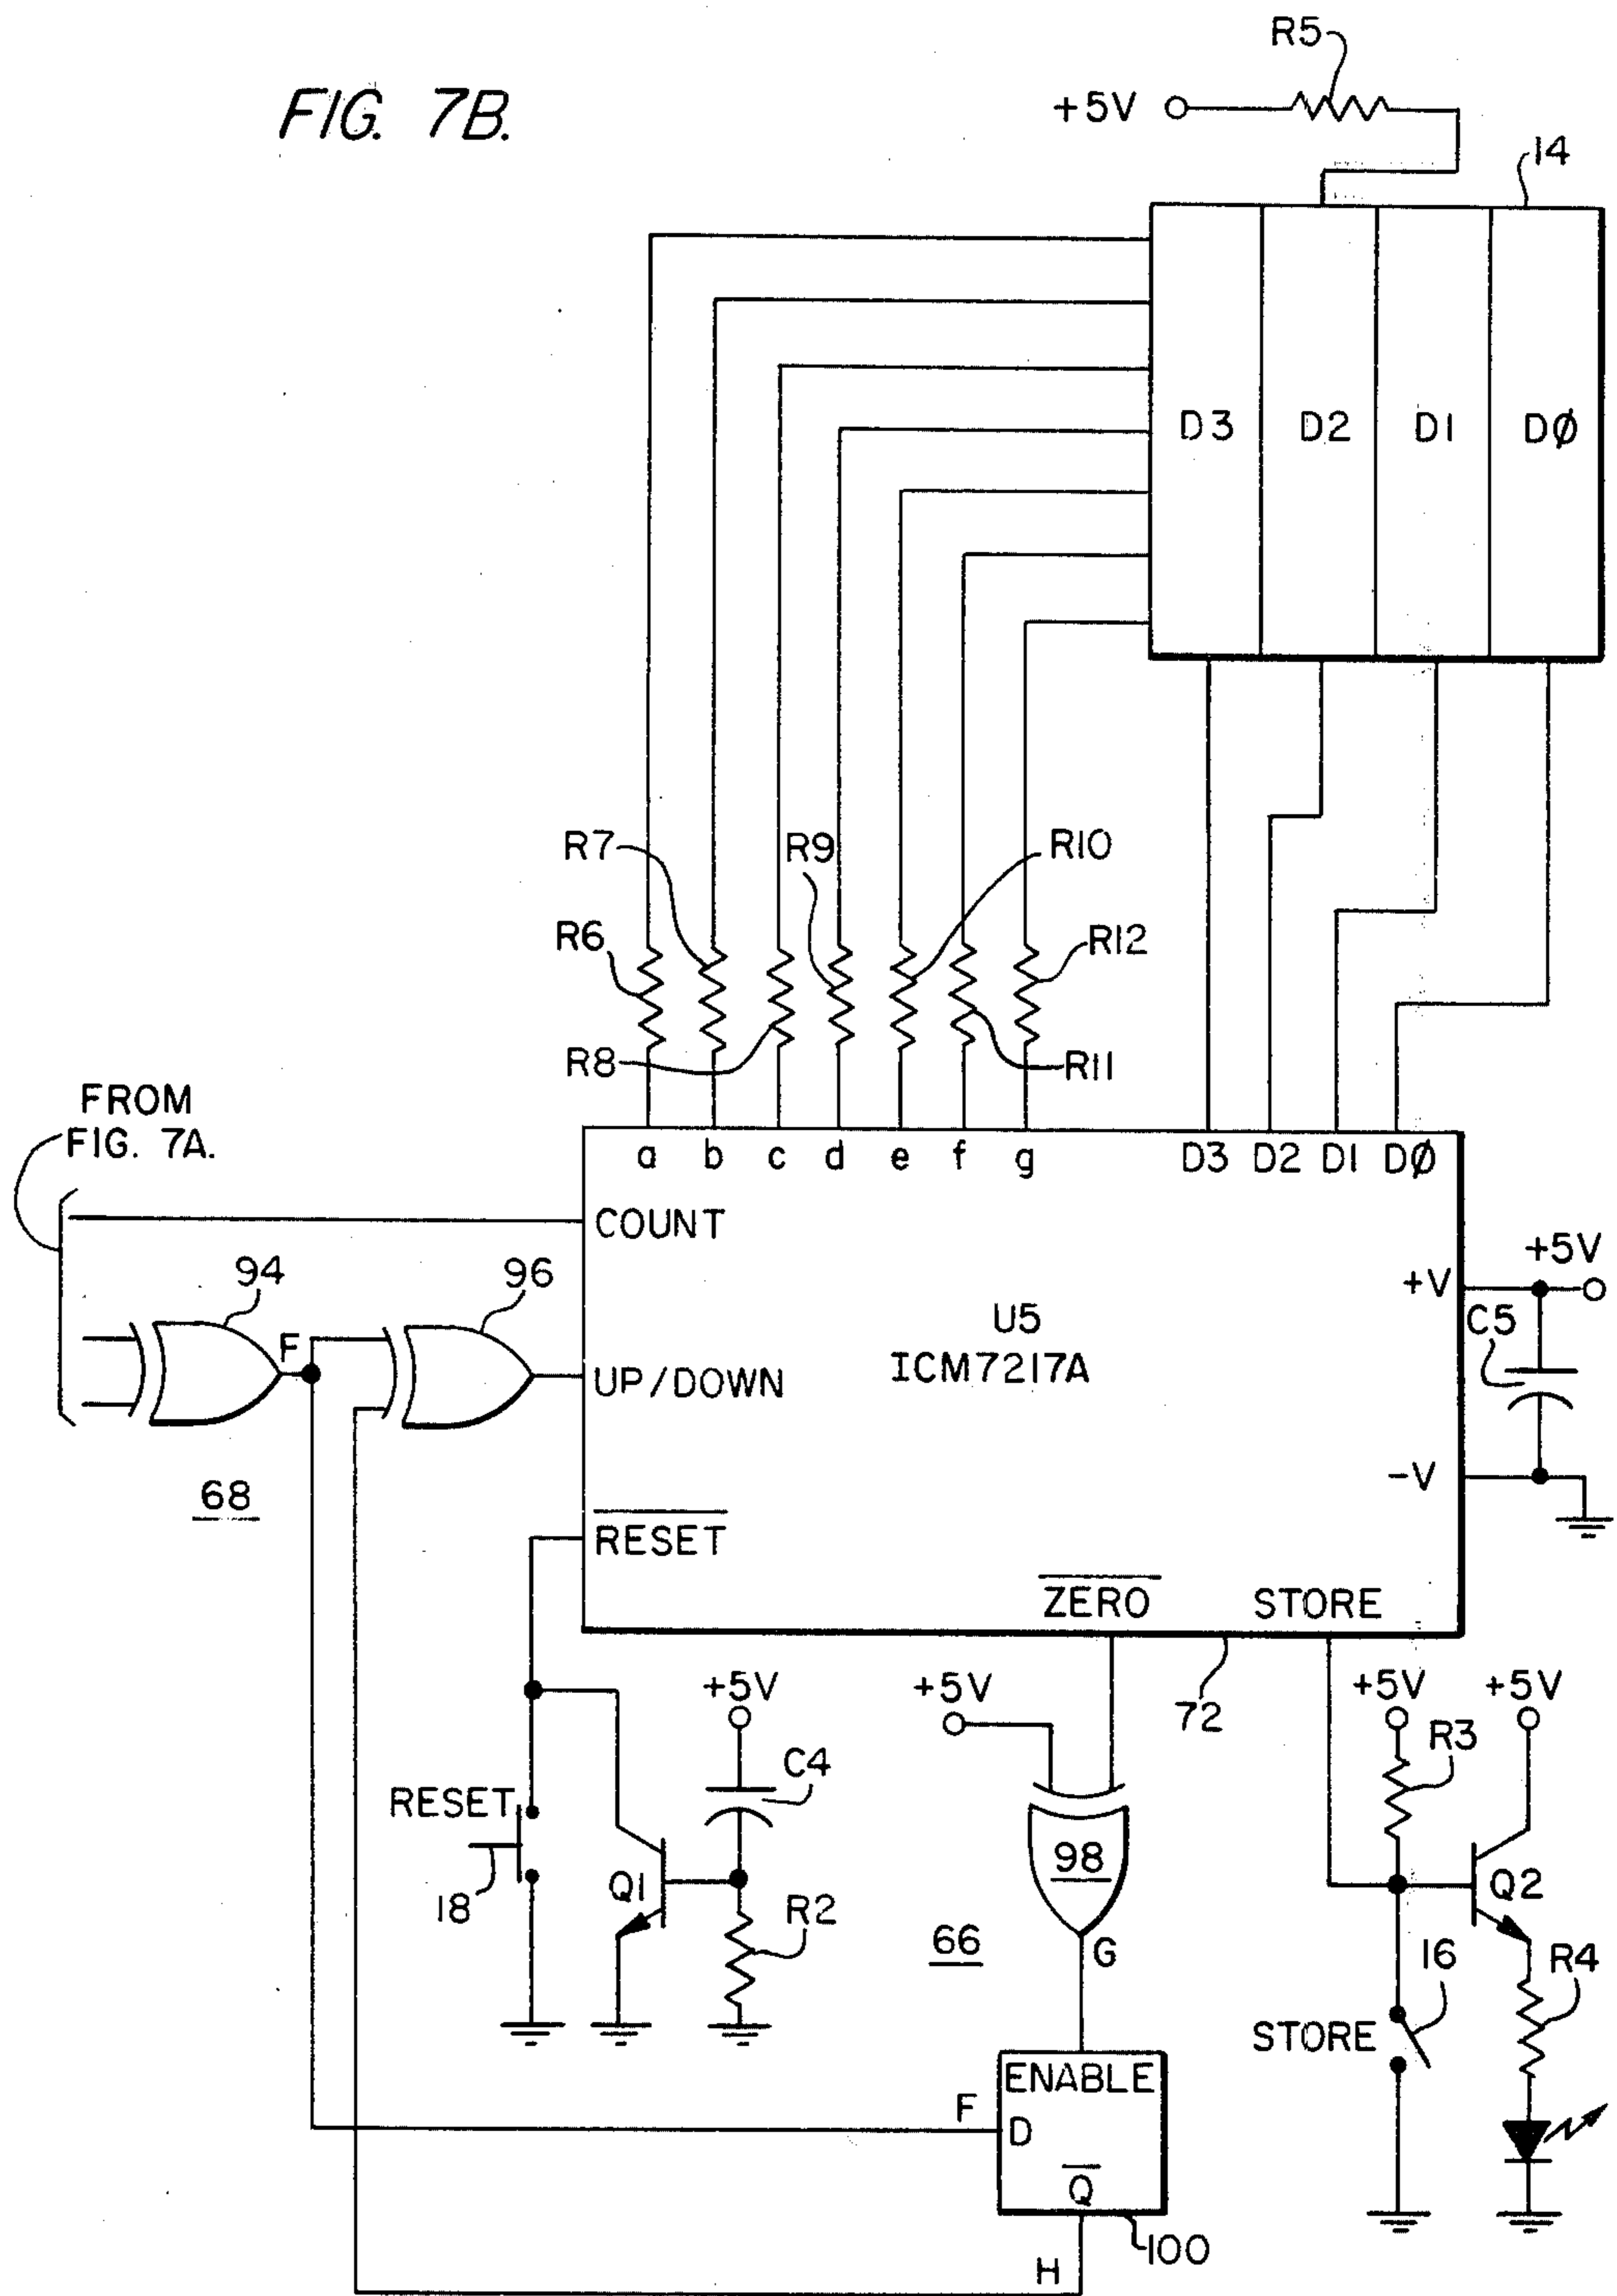 FIG. 7B.
R5
+5V
14
D3 D2 D1 DØ
R7 R9 R10
R6 R12
R8 R11
FROM
FIG. 7A.
a b c d e f g D3 D2 D1 DØ
COUNT
94 96
+5V
+V
U5
C5
F
ICM7217A
UP/DOWN
-V
68
RESET
ZERO STORE
+5V +5V 72 +5V +5V
R3
C4
RESET
98
18 Q1 R2 Q2
66 G 16 R4
STORE
ENABLE
F D
Q
100
H